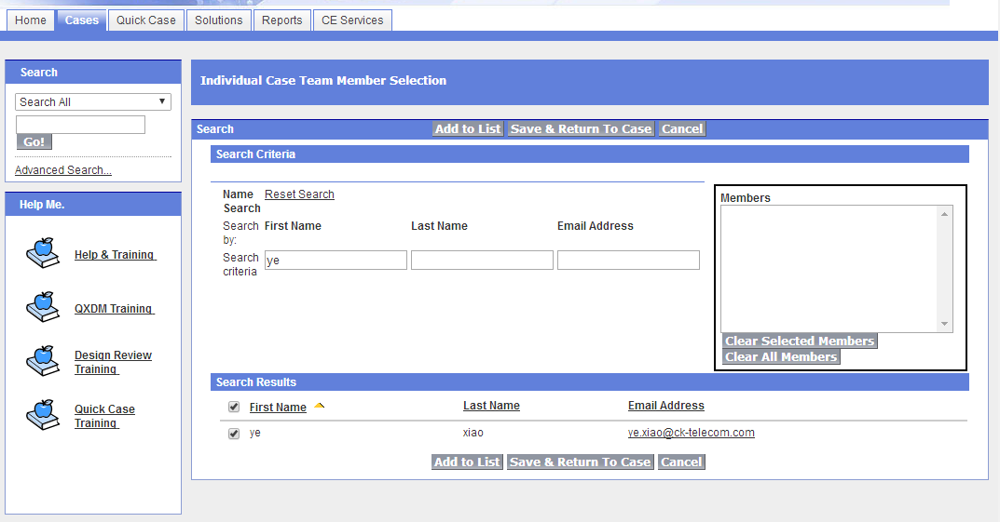 Home Cases Quick Case Solutions Reports CE Services
Search
Search All
Go!
Advanced Search...
Help Me.
Help & Training
QXDM Training
Design Review
Training
Quick Case
Training
Individual Case Team Member Selection
Search Add to List Save & Return To Case Cancel
Search Criteria
Name Reset Search
Search
Search First Name Last Name Email Address
by:
Search ye
criteria
Members
Clear Selected Members
Clear All Members
Search Results
First Name Last Name Email Address
ye xiao ye.xiao@ck-telecom.com
Add to List Save & Return To Case Cancel